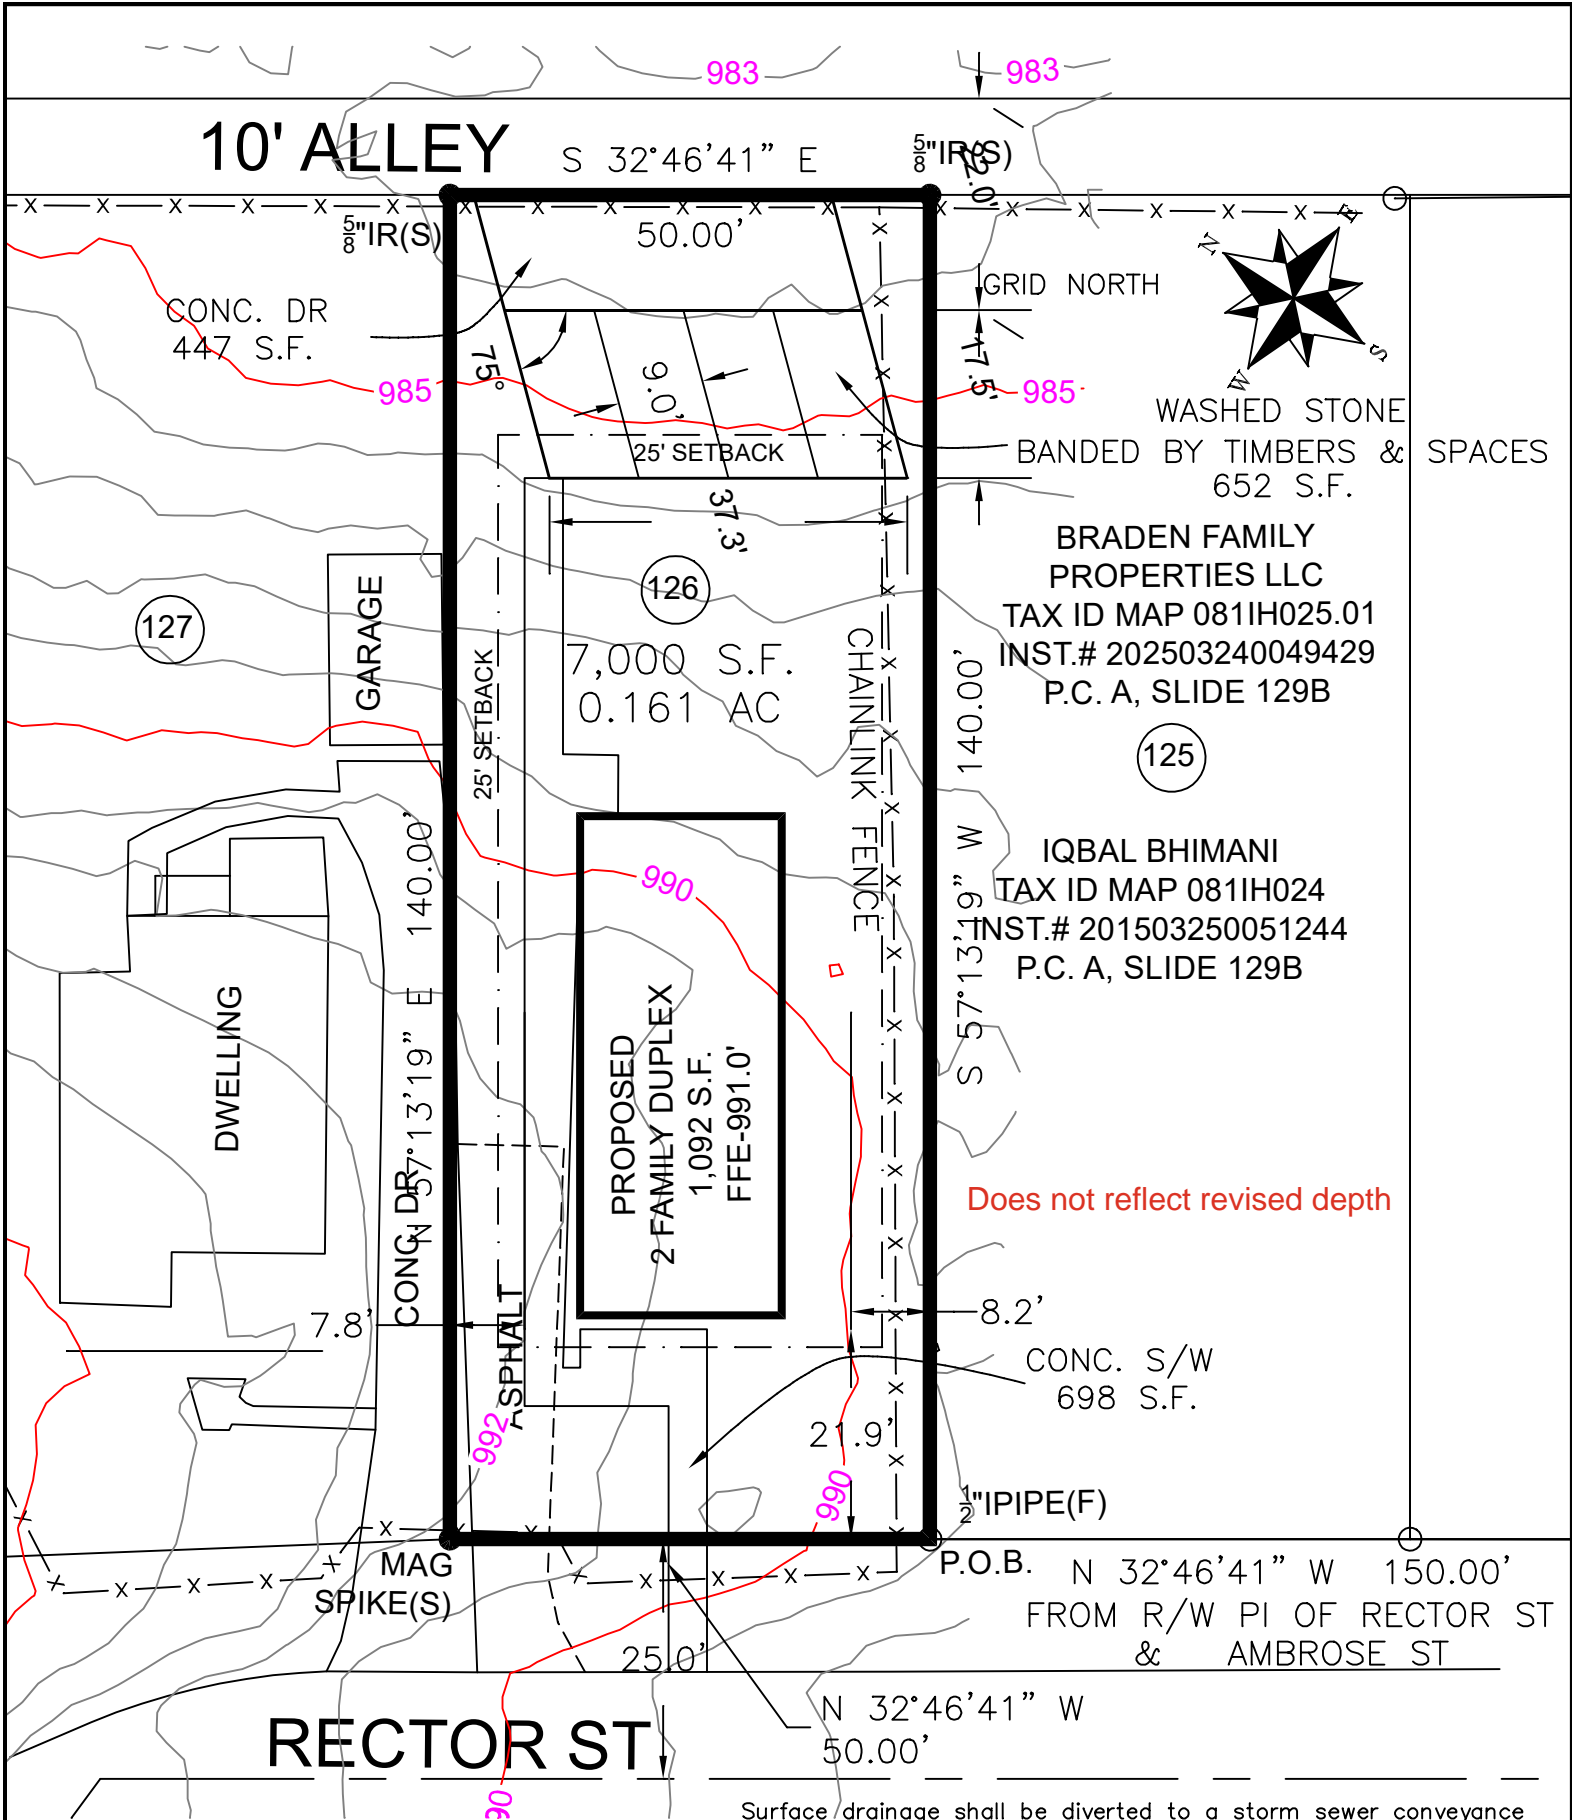 983
983
10' ALLEY
S 32°46'41" E
5/8"IR(S)
22.0'
5/8"IR(S)
50.00'
N
E
S
W
GRID NORTH
CONC. DR
447 S.F.
75°
9.0'
17.5'
985
985
WASHED STONE
BANDED BY TIMBERS & SPACES
652 S.F.
25' SETBACK
37.3'
BRADEN FAMILY
PROPERTIES LLC
TAX ID MAP 081IH025.01
INST.# 202503240049429
P.C. A, SLIDE 129B
126
127
GARAGE
7,000 S.F.
0.161 AC
25' SETBACK
CHAINLINK FENCE
S 57°13'19" W 140.00'
125
N 57°13'19" E 140.00'
990
IQBAL BHIMANI
TAX ID MAP 081IH024
INST.# 201503250051244
P.C. A, SLIDE 129B
DWELLING
PROPOSED
2 FAMILY DUPLEX
1,092 S.F.
FFE-991.0'
CONC. DR
Does not reflect revised depth
7.8'
ASPHALT
8.2'
CONC. S/W
698 S.F.
992
21.9'
990
1/2"IPIPE(F)
MAG
SPIKE(S)
P.O.B.
N 32°46'41" W 150.00'
FROM R/W PI OF RECTOR ST
& AMBROSE ST
25.0'
RECTOR ST
N 32°46'41" W
50.00'
Surface drainage shall be diverted to a storm sewer conveyance